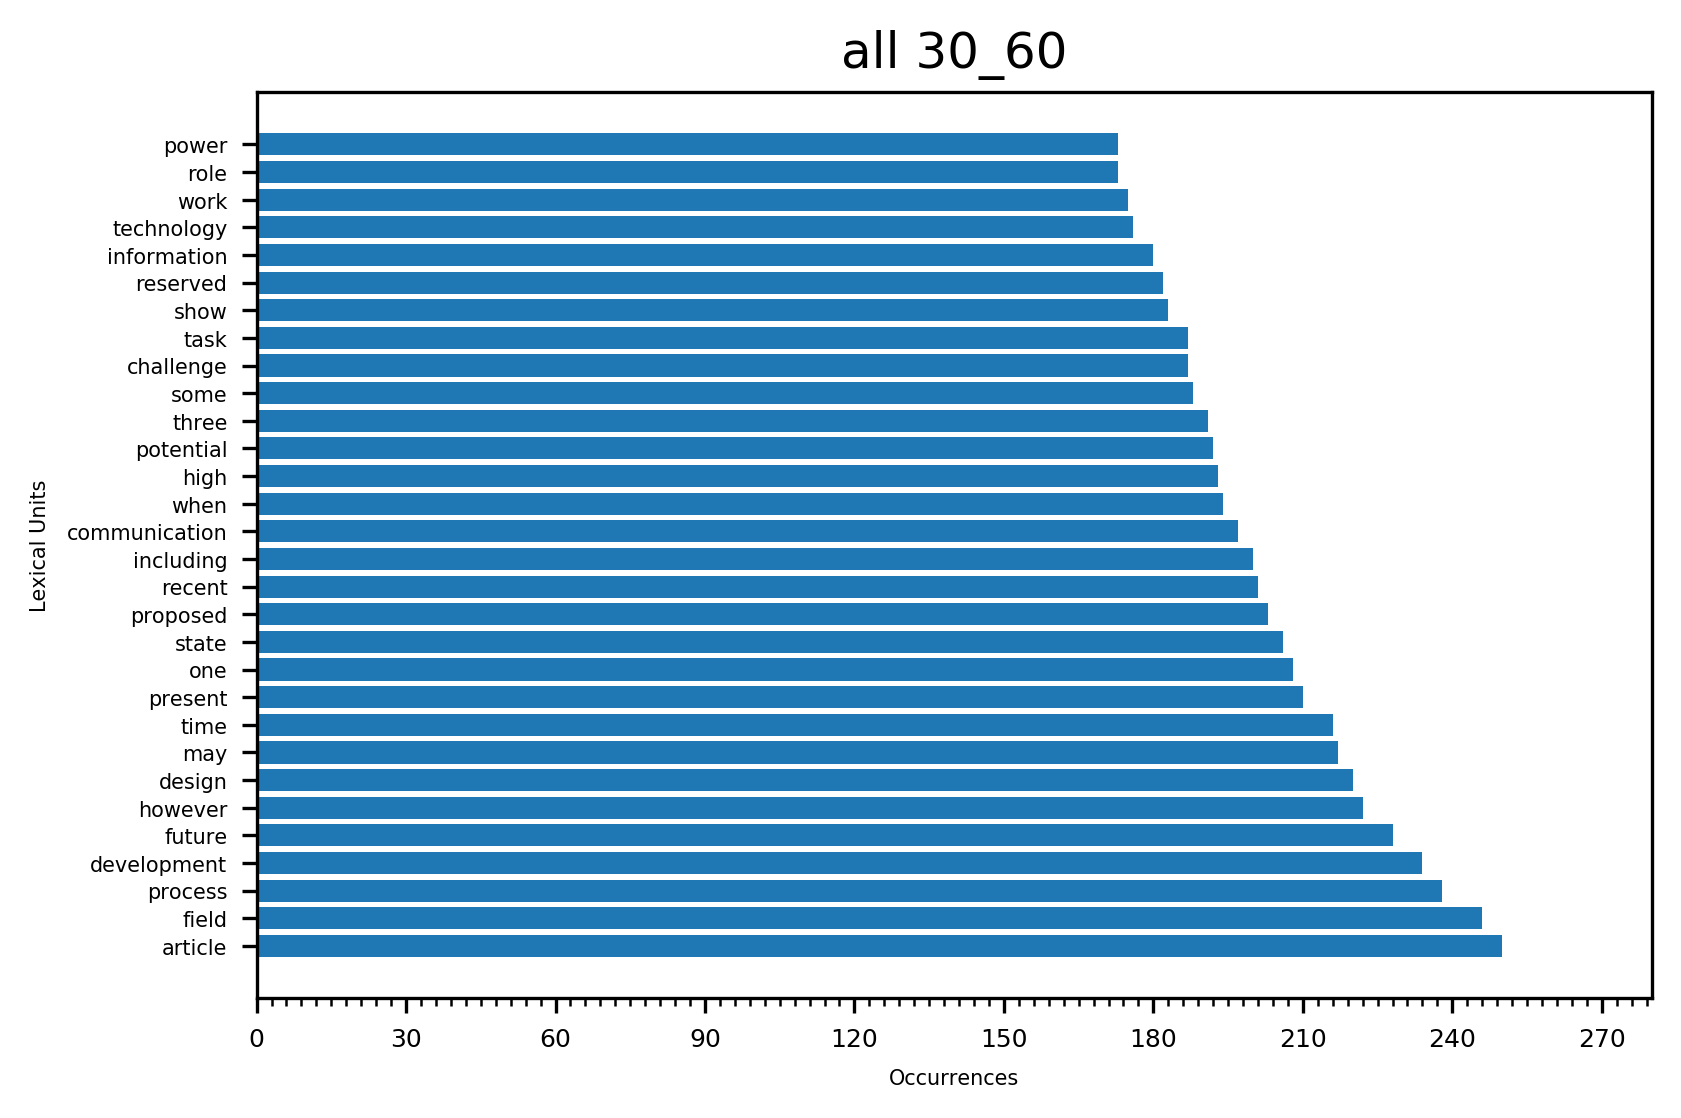 all 30_60
power
role
work
technology
information
reserved
show
task
challenge
some
three
potential
high
when
communication
including
recent
proposed
state
one
present
time
may
design
however
future
development
process
field
article
Lexical Units
0 30 60 90 120 150 180 210 240 270
Occurrences